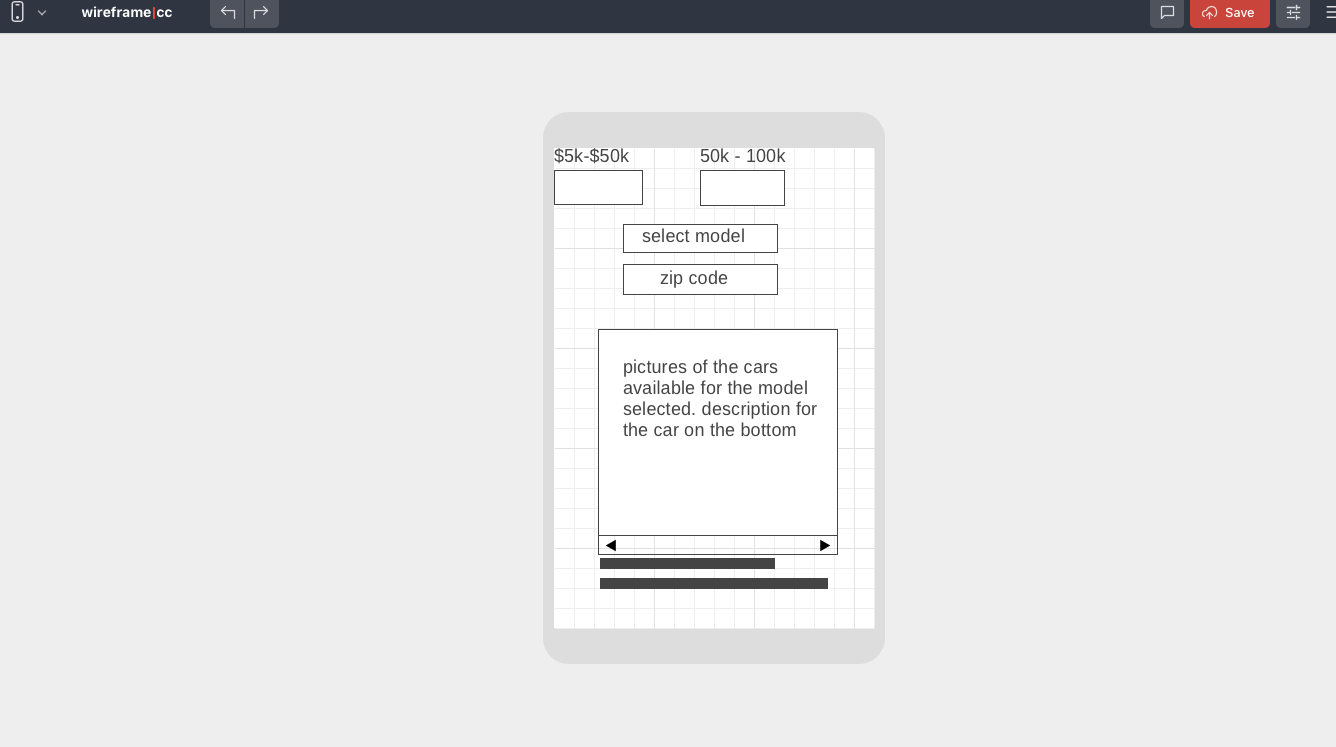 wireframe|cc
Save
$5k-$50k
50k - 100k
select model
zip code
pictures of the cars
available for the model
selected. description for
the car on the bottom